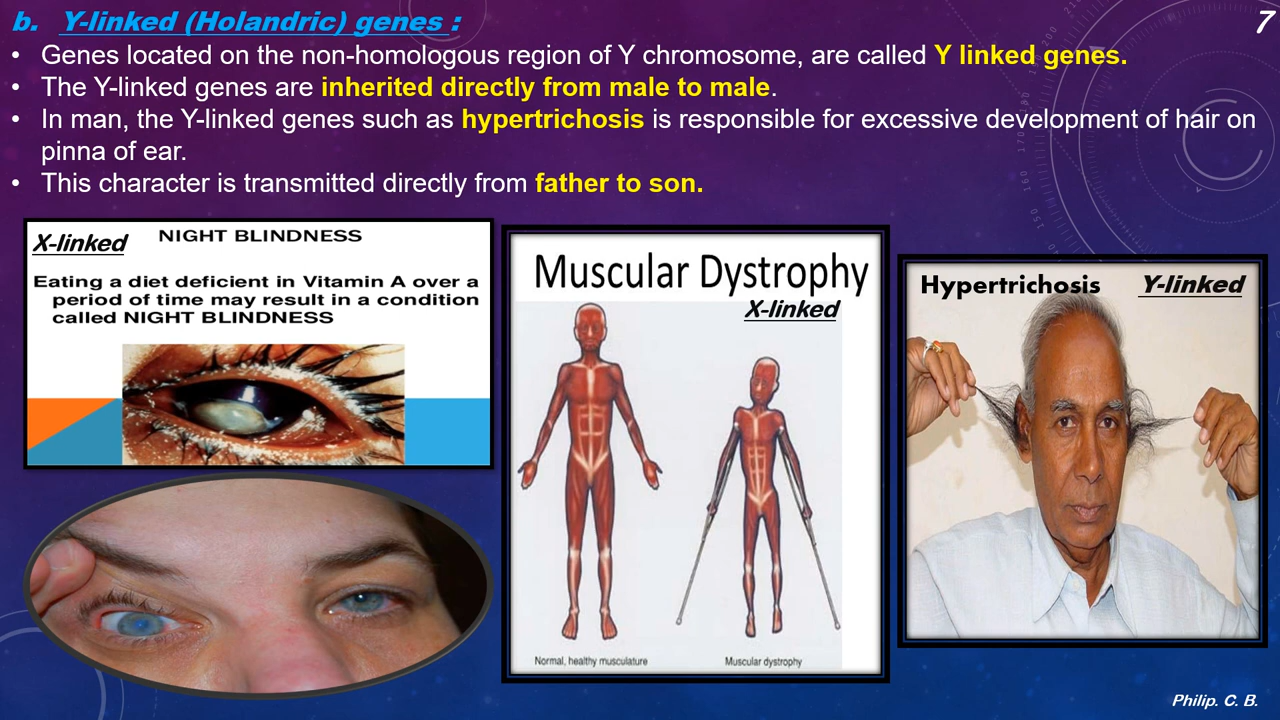 b. Y-linked (Holandric) genes :
7
• Genes located on the non-homologous region of Y chromosome, are called Y linked genes.
• The Y-linked genes are inherited directly from male to male.
• In man, the Y-linked genes such as hypertrichosis is responsible for excessive development of hair on
pinna of ear.
• This character is transmitted directly from father to son.
X-linked
NIGHT BLINDNESS
Eating a diet deficient in Vitamin A over a
period of time may result in a condition
called NIGHT BLINDNESS
Muscular Dystrophy
X-linked
Normal, healthy musculature
Muscular dystrophy
Hypertrichosis
Y-linked
Philip. C. B.